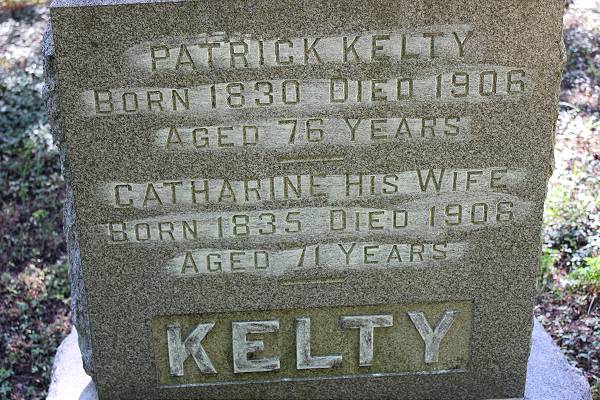 PATRICK KELTY
BORN 1830 DIED 1906
AGED 76 YEARS
CATHARINE HIS WIFE
BORN 1835 DIED 1906
AGED 71 YEARS
KELTY